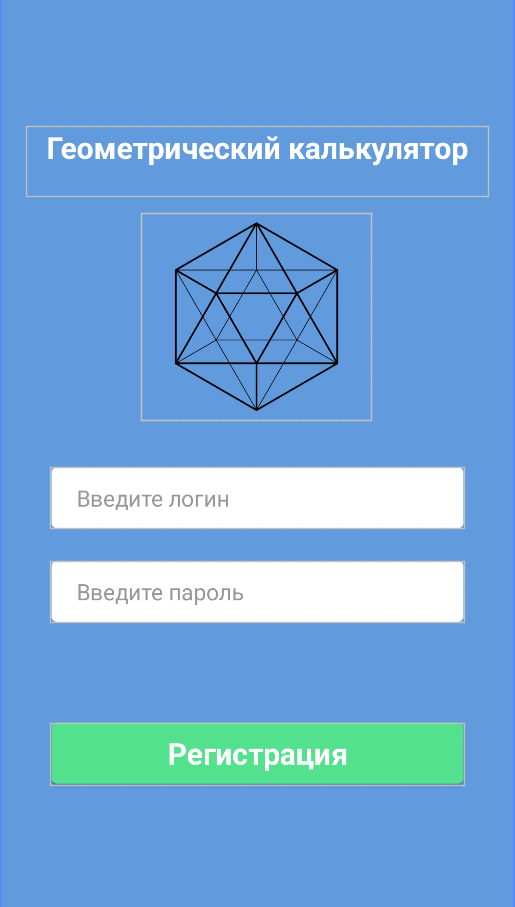 Геометрический калькулятор
Введите логин
Введите пароль
Регистрация